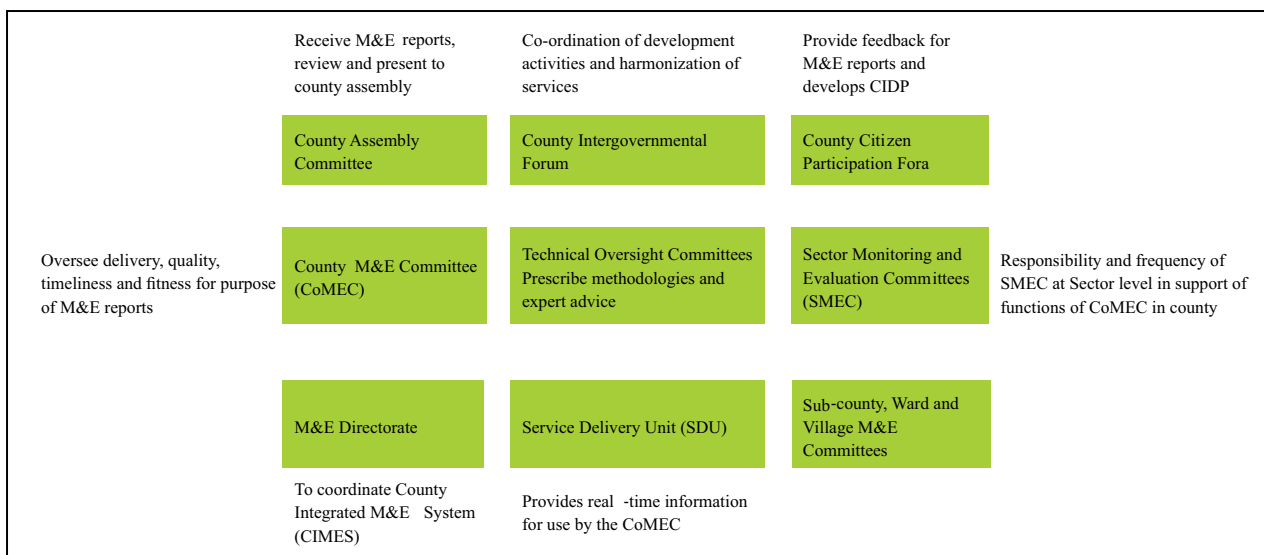 Receive M&E reports,
review and present to
county assembly
Co-ordination of development
activities and harmonization of
services
Provide feedback for
M&E reports and
develops CIDP
County Assembly
Committee
County Intergovernmental
Forum
County Citizen
Participation Fora
Oversee delivery, quality,
timeliness and fitness for purpose
of M&E reports
County M&E Committee
(CoMEC)
Technical Oversight Committees
Prescribe methodologies and
expert advice
Sector Monitoring and
Evaluation Committees
(SMEC)
Responsibility and frequency of
SMEC at Sector level in support of
functions of CoMEC in county
M&E Directorate
Service Delivery Unit (SDU)
Sub-county, Ward and
Village M&E
Committees
To coordinate County
Integrated M&E System
(CIMES)
Provides real -time information
for use by the CoMEC